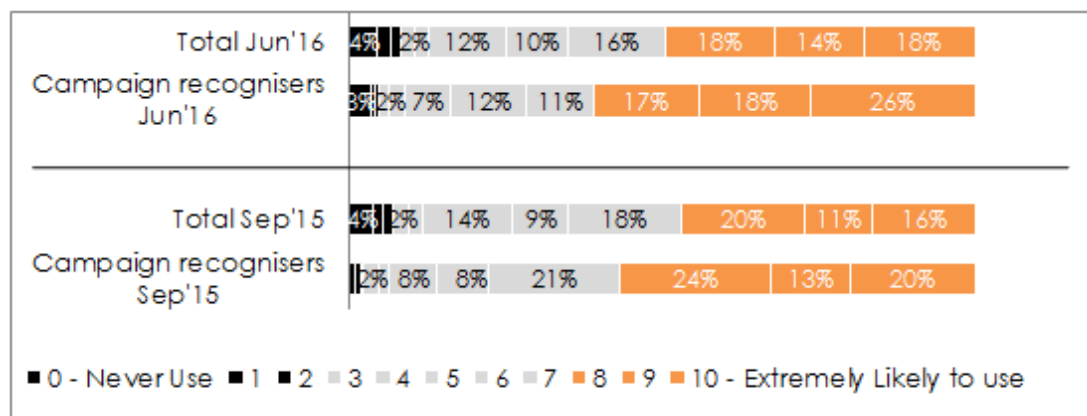 Total Jun'16
4% 2% 12% 10% 16% 18% 14% 18%
Campaign recognisers
Jun'16
3% 2% 7% 12% 11% 17% 18% 26%
Total Sep'15
4% 2% 14% 9% 18% 20% 11% 16%
Campaign recognisers
Sep'15
2% 8% 8% 21% 24% 13% 20%
0 - Never Use 1 2 3 4 5 6 7 8 9 10 - Extremely Likely to use